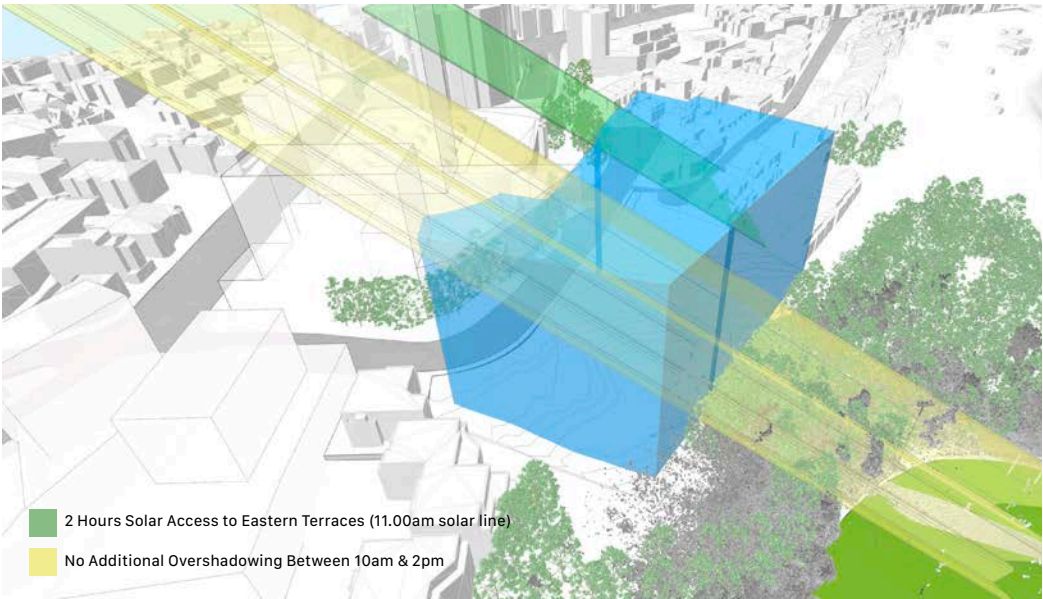 2 Hours Solar Access to Eastern Terraces (11.00am solar line)
No Additional Overshadowing Between 10am & 2pm